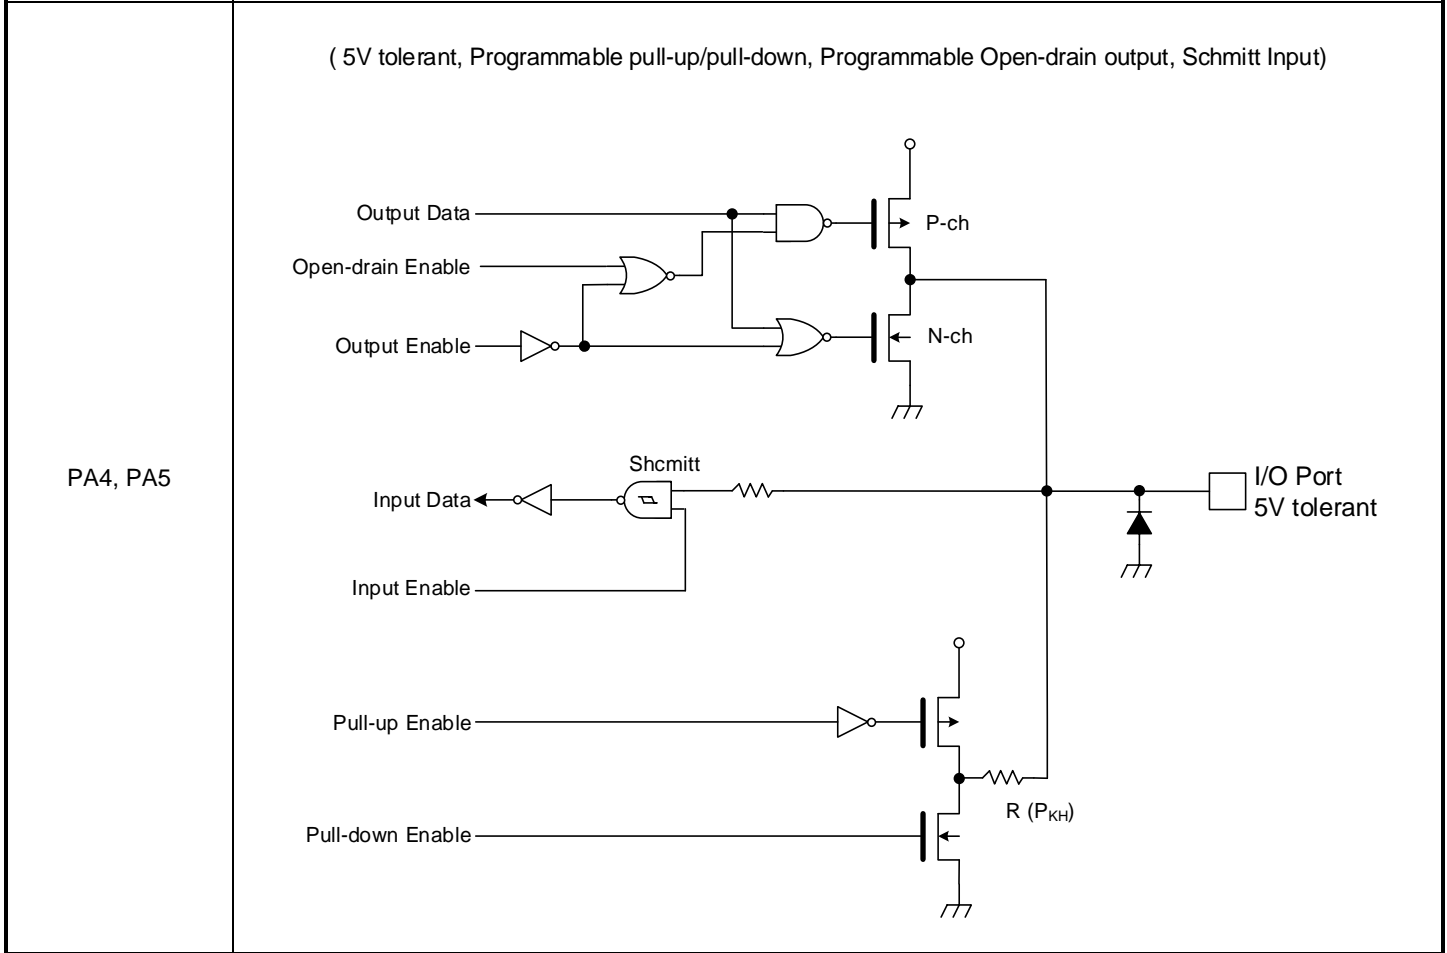 ( 5V tolerant, Programmable pull-up/pull-down, Programmable Open-drain output, Schmitt Input)
Output Data
P-ch
Open-drain Enable
Output Enable
N-ch
PA4, PA5
Shcmitt
Input Data
I/O Port
5V tolerant
Input Enable
Pull-up Enable
R (PKH)
Pull-down Enable